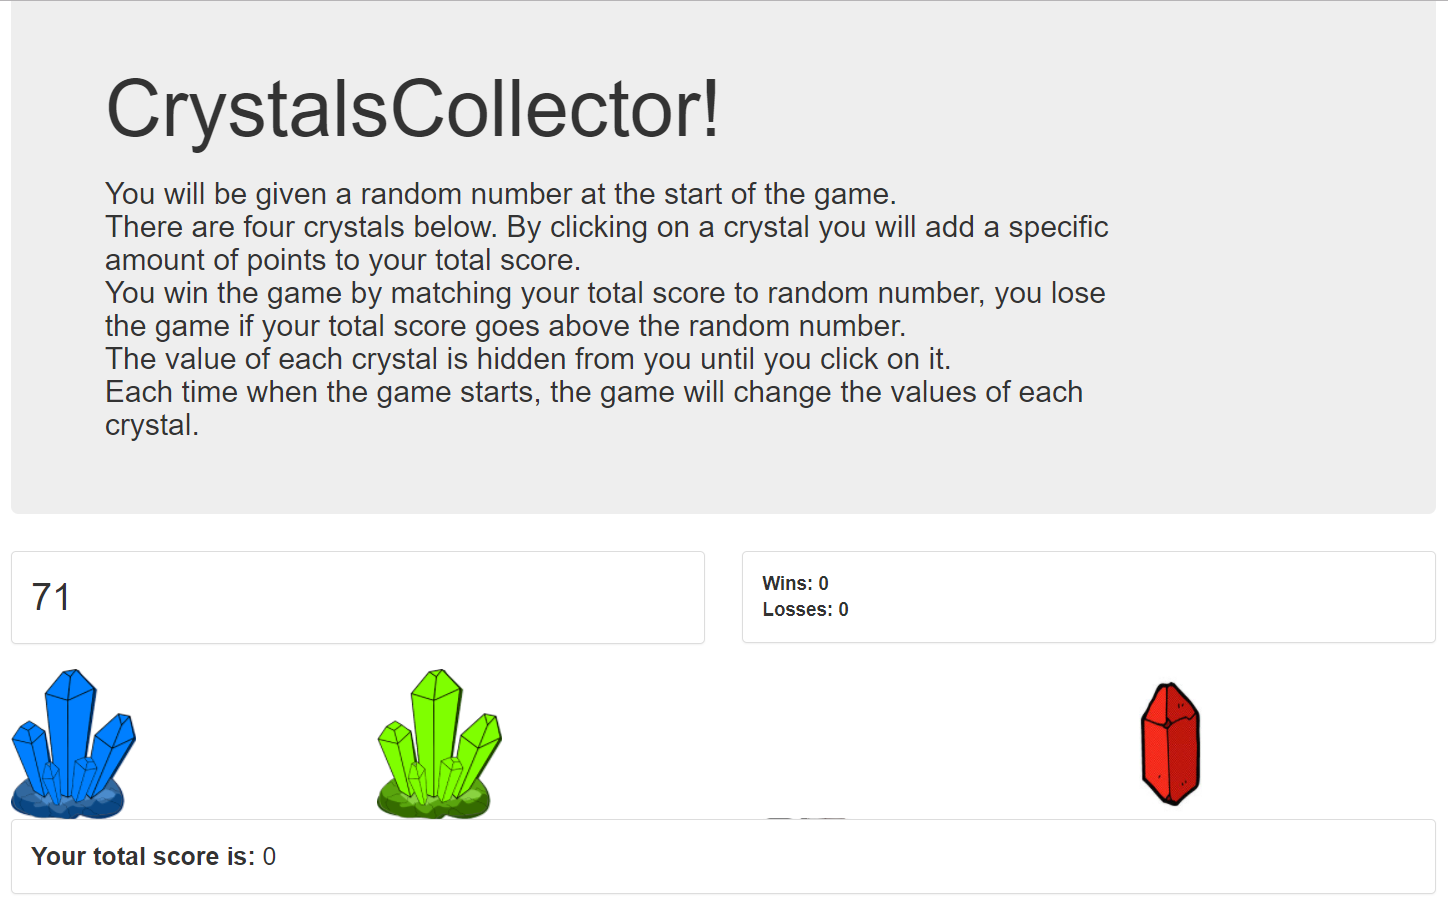 CrystalsCollector!
You will be given a random number at the start of the game.
There are four crystals below. By clicking on a crystal you will add a specific
amount of points to your total score.
You win the game by matching your total score to random number, you lose
the game if your total score goes above the random number.
The value of each crystal is hidden from you until you click on it.
Each time when the game starts, the game will change the values of each
crystal.
71
Wins: 0
Losses: 0
Your total score is: 0